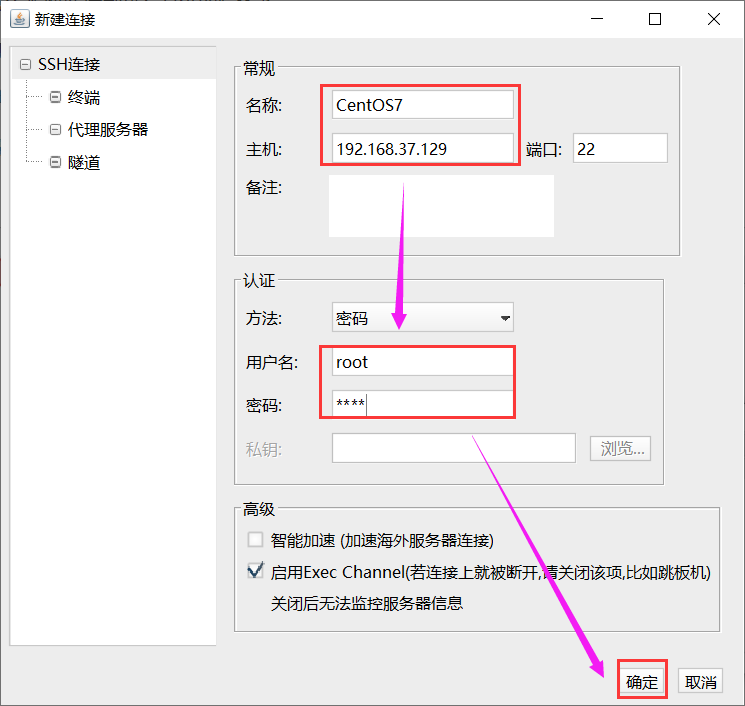 新建连接
SSH连接
终端
代理服务器
隧道
常规
名称: CentOS7
主机: 192.168.37.129 端口: 22
备注:
认证
方法: 密码
用户名: root
密码: ****
私钥: 浏览...
高级
智能加速 (加速海外服务器连接)
启用Exec Channel(若连接上就被断开,请关闭该项,比如跳板机)
关闭后无法监控服务器信息
确定 取消